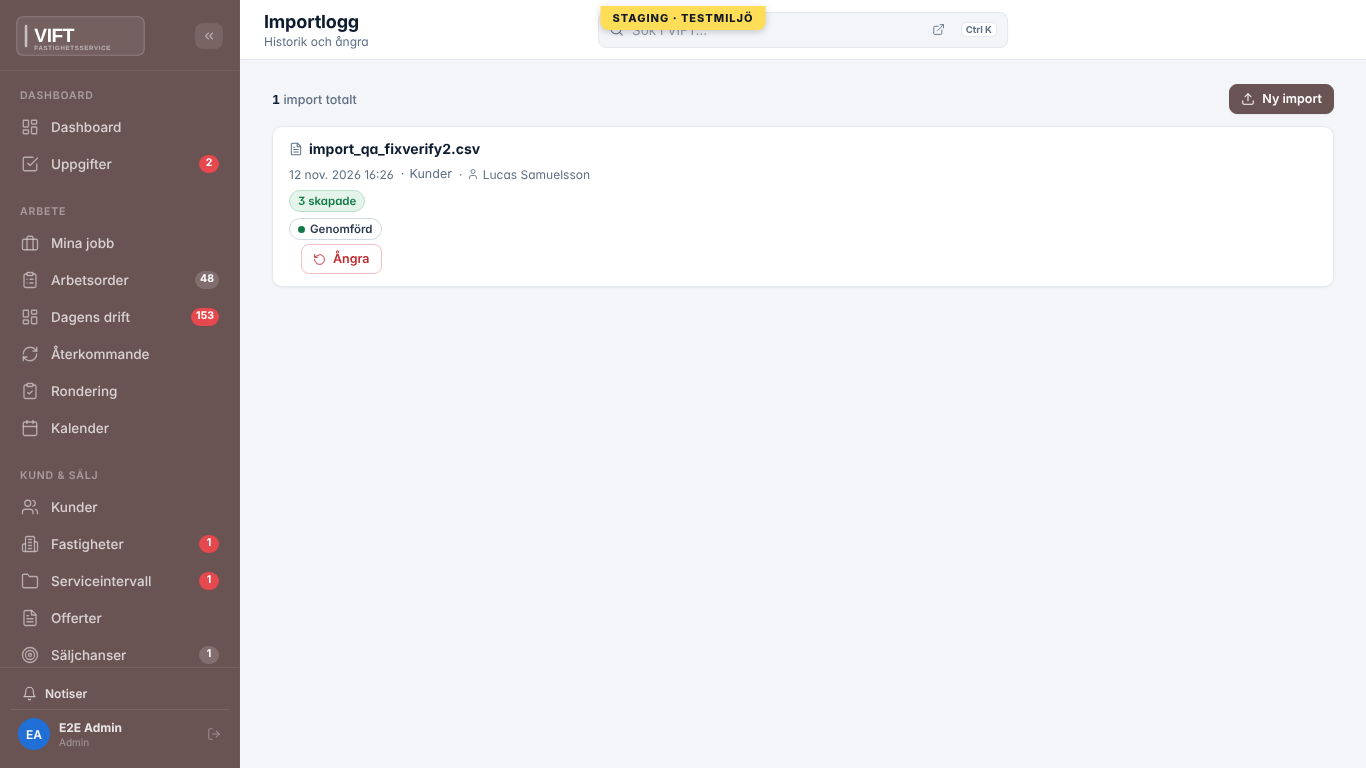 VIFT
FASTIGHETSSERVICE
DASHBOARD
Dashboard
Uppgifter 2
ARBETE
Mina jobb
Arbetsorder 48
Dagens drift 153
Återkommande
Rondering
Kalender
KUND & SÄLJ
Kunder
Fastigheter 1
Serviceintervall 1
Offerter
Säljchanser 1
Notiser
EA
E2E Admin
Admin
Importlogg
Historik och ångra
STAGING · TESTMILJÖ
Sök i VIFT...
Ctrl K
1 import totalt
Ny import
import_qa_fixverify2.csv
12 nov. 2026 16:26 · Kunder · Lucas Samuelsson
3 skapade
Genomförd
Ångra